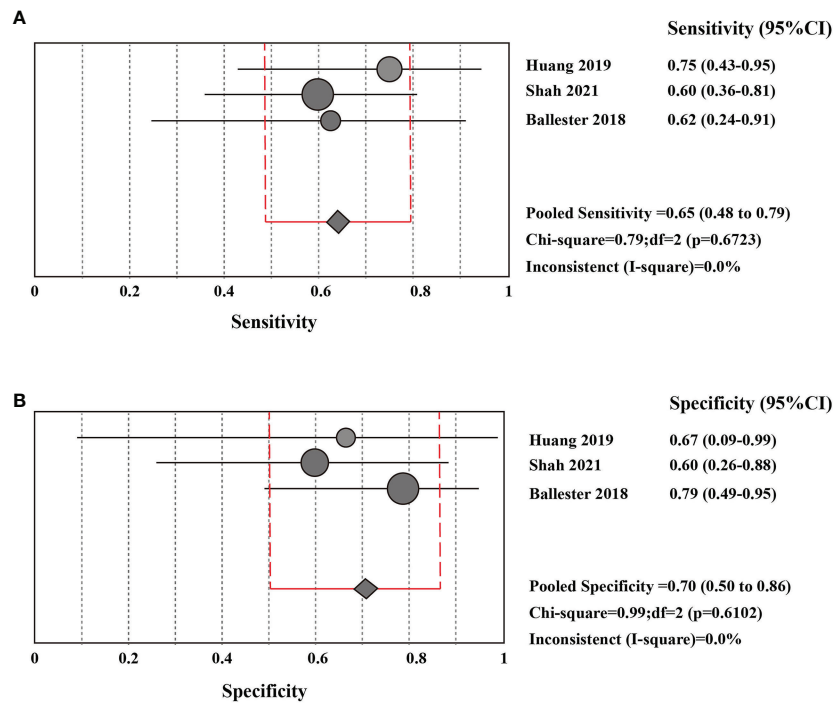 A
Sensitivity (95%CI)
Huang 2019 0.75 (0.43-0.95)
Shah 2021 0.60 (0.36-0.81)
Ballester 2018 0.62 (0.24-0.91)
Pooled Sensitivity =0.65 (0.48 to 0.79)
Chi-square=0.79;df=2 (p=0.6723)
Inconsistenct (I-square)=0.0%
0 0.2 0.4 0.6 0.8 1
Sensitivity
B
Specificity (95%CI)
Huang 2019 0.67 (0.09-0.99)
Shah 2021 0.60 (0.26-0.88)
Ballester 2018 0.79 (0.49-0.95)
Pooled Specificity =0.70 (0.50 to 0.86)
Chi-square=0.99;df=2 (p=0.6102)
Inconsistenct (I-square)=0.0%
0 0.2 0.4 0.6 0.8 1
Specificity